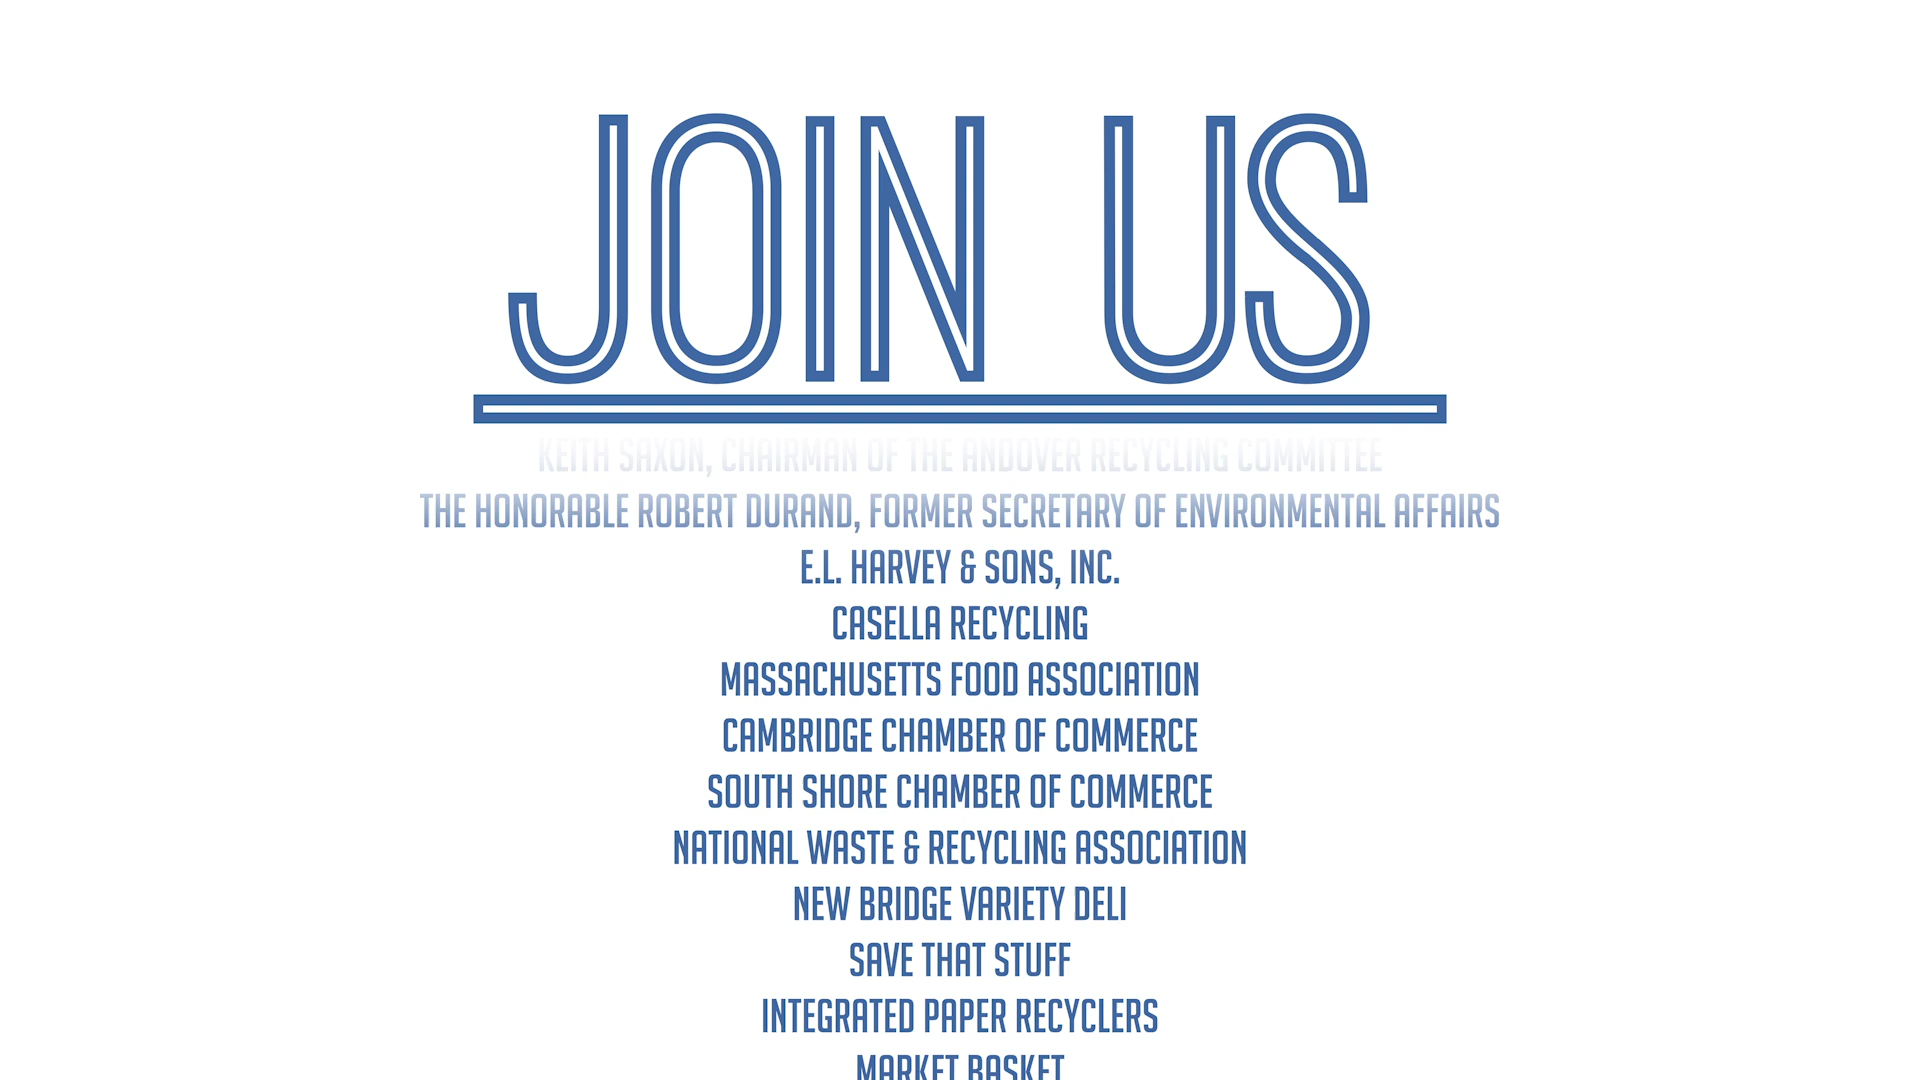 JOIN US
KEITH SAXON, CHAIRMAN OF THE ANDOVER RECYCLING COMMITTEE
THE HONORABLE ROBERT DURAND, FORMER SECRETARY OF ENVIRONMENTAL AFFAIRS
E.L. HARVEY & SONS, INC.
CASELLA RECYCLING
MASSACHUSETTS FOOD ASSOCIATION
CAMBRIDGE CHAMBER OF COMMERCE
SOUTH SHORE CHAMBER OF COMMERCE
NATIONAL WASTE & RECYCLING ASSOCIATION
NEW BRIDGE VARIETY DELI
SAVE THAT STUFF
INTEGRATED PAPER RECYCLERS
MARKET BASKET